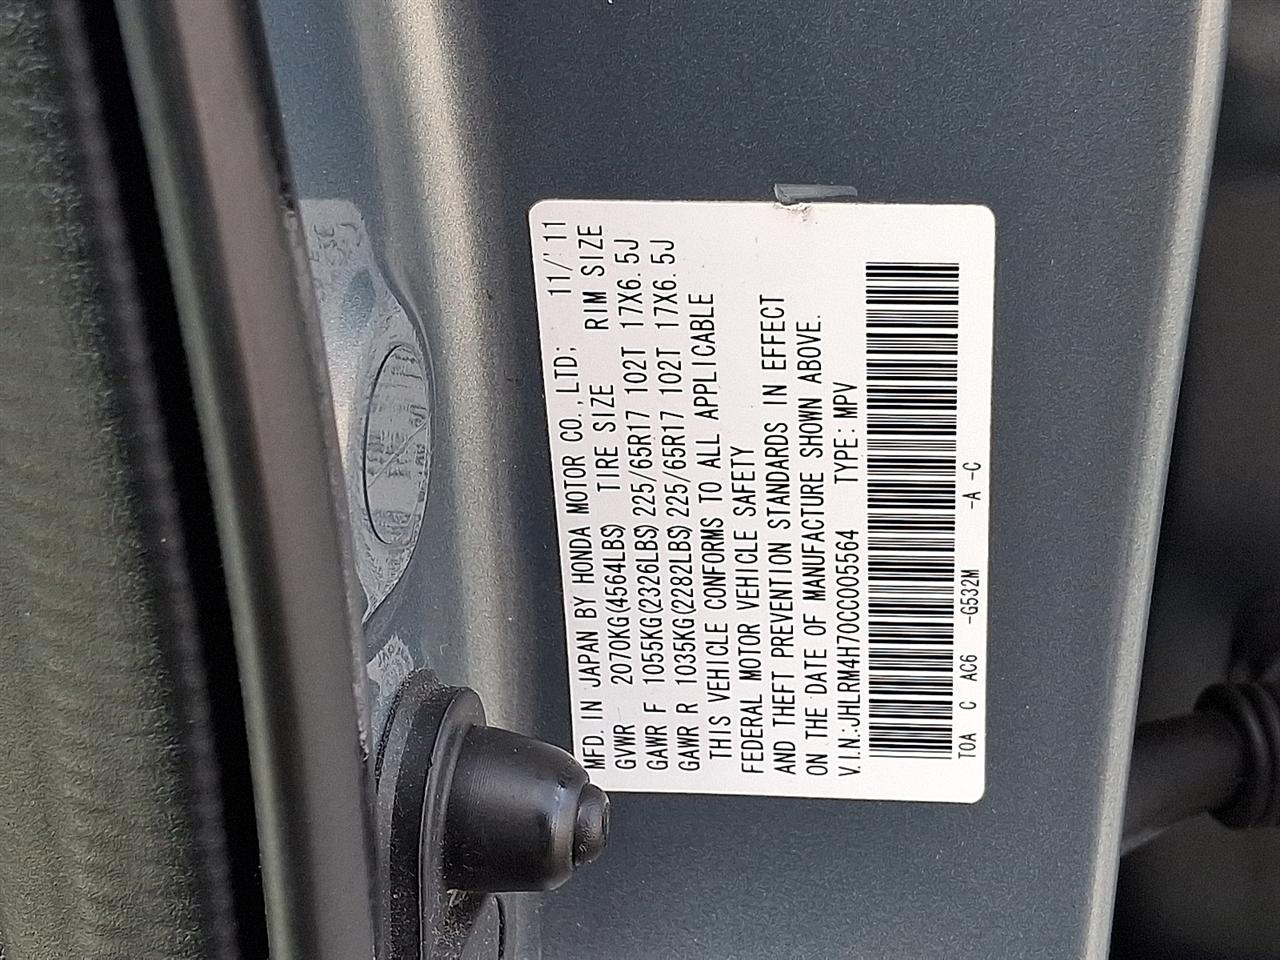 MFD. IN JAPAN BY HONDA MOTOR CO., LTD; 11/'11
GVWR 2070KG(4564LBS) TIRE SIZE RIM SIZE
GAWR F 1055KG(2326LBS) 225/65R17 102T 17X6.5J
GAWR R 1035KG(2282LBS) 225/65R17 102T 17X6.5J
THIS VEHICLE CONFORMS TO ALL APPLICABLE
FEDERAL MOTOR VEHICLE SAFETY
AND THEFT PREVENTION STANDARDS IN EFFECT
ON THE DATE OF MANUFACTURE SHOWN ABOVE.
V.I.N.:JHLRM4H70CC005564 TYPE:MPV
TOA C AC6 -G532M -A -C